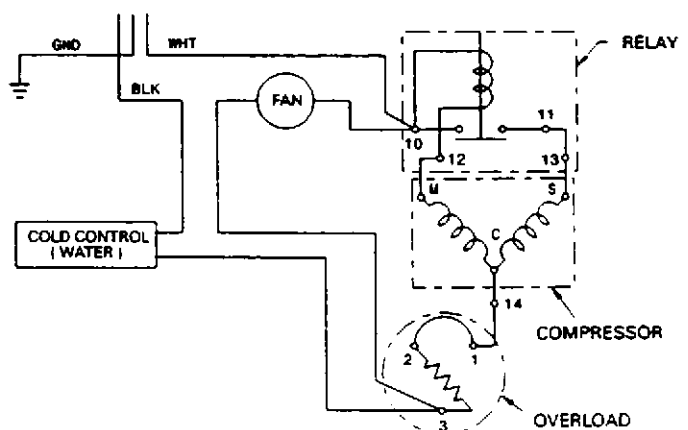 GND
WHT
RELAY
BLK
FAN
11
10
12
13
M
S
COLD CONTROL
( WATER )
C
14
COMPRESSOR
2
1
3
OVERLOAD